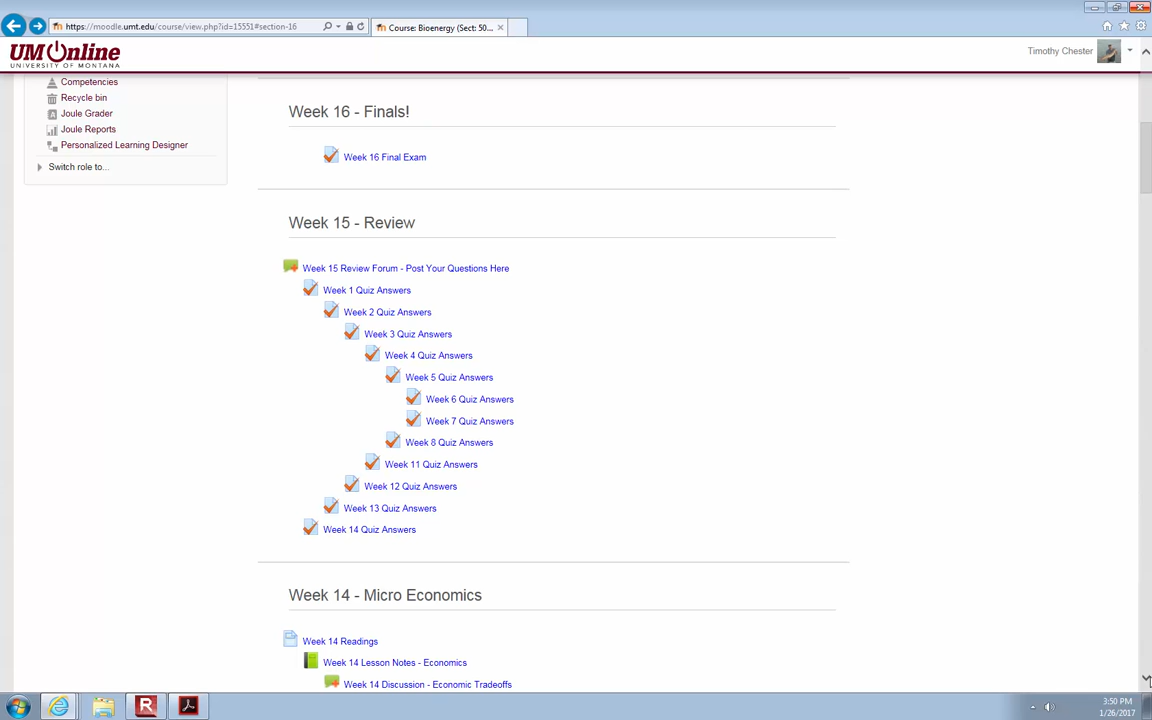 https://moodle.umt.edu/course/view.php?id=15551#section-16
Course: Bioenergy (Sect: 50...
UMOnline
UNIVERSITY OF MONTANA
Timothy Chester
Competencies
Recycle bin
Joule Grader
Joule Reports
Personalized Learning Designer
Switch role to...
Week 16 - Finals!
Week 16 Final Exam
Week 15 - Review
Week 15 Review Forum - Post Your Questions Here
Week 1 Quiz Answers
Week 2 Quiz Answers
Week 3 Quiz Answers
Week 4 Quiz Answers
Week 5 Quiz Answers
Week 6 Quiz Answers
Week 7 Quiz Answers
Week 8 Quiz Answers
Week 11 Quiz Answers
Week 12 Quiz Answers
Week 13 Quiz Answers
Week 14 Quiz Answers
Week 14 - Micro Economics
Week 14 Readings
Week 14 Lesson Notes - Economics
Week 14 Discussion - Economic Tradeoffs
3:50 PM
1/26/2017